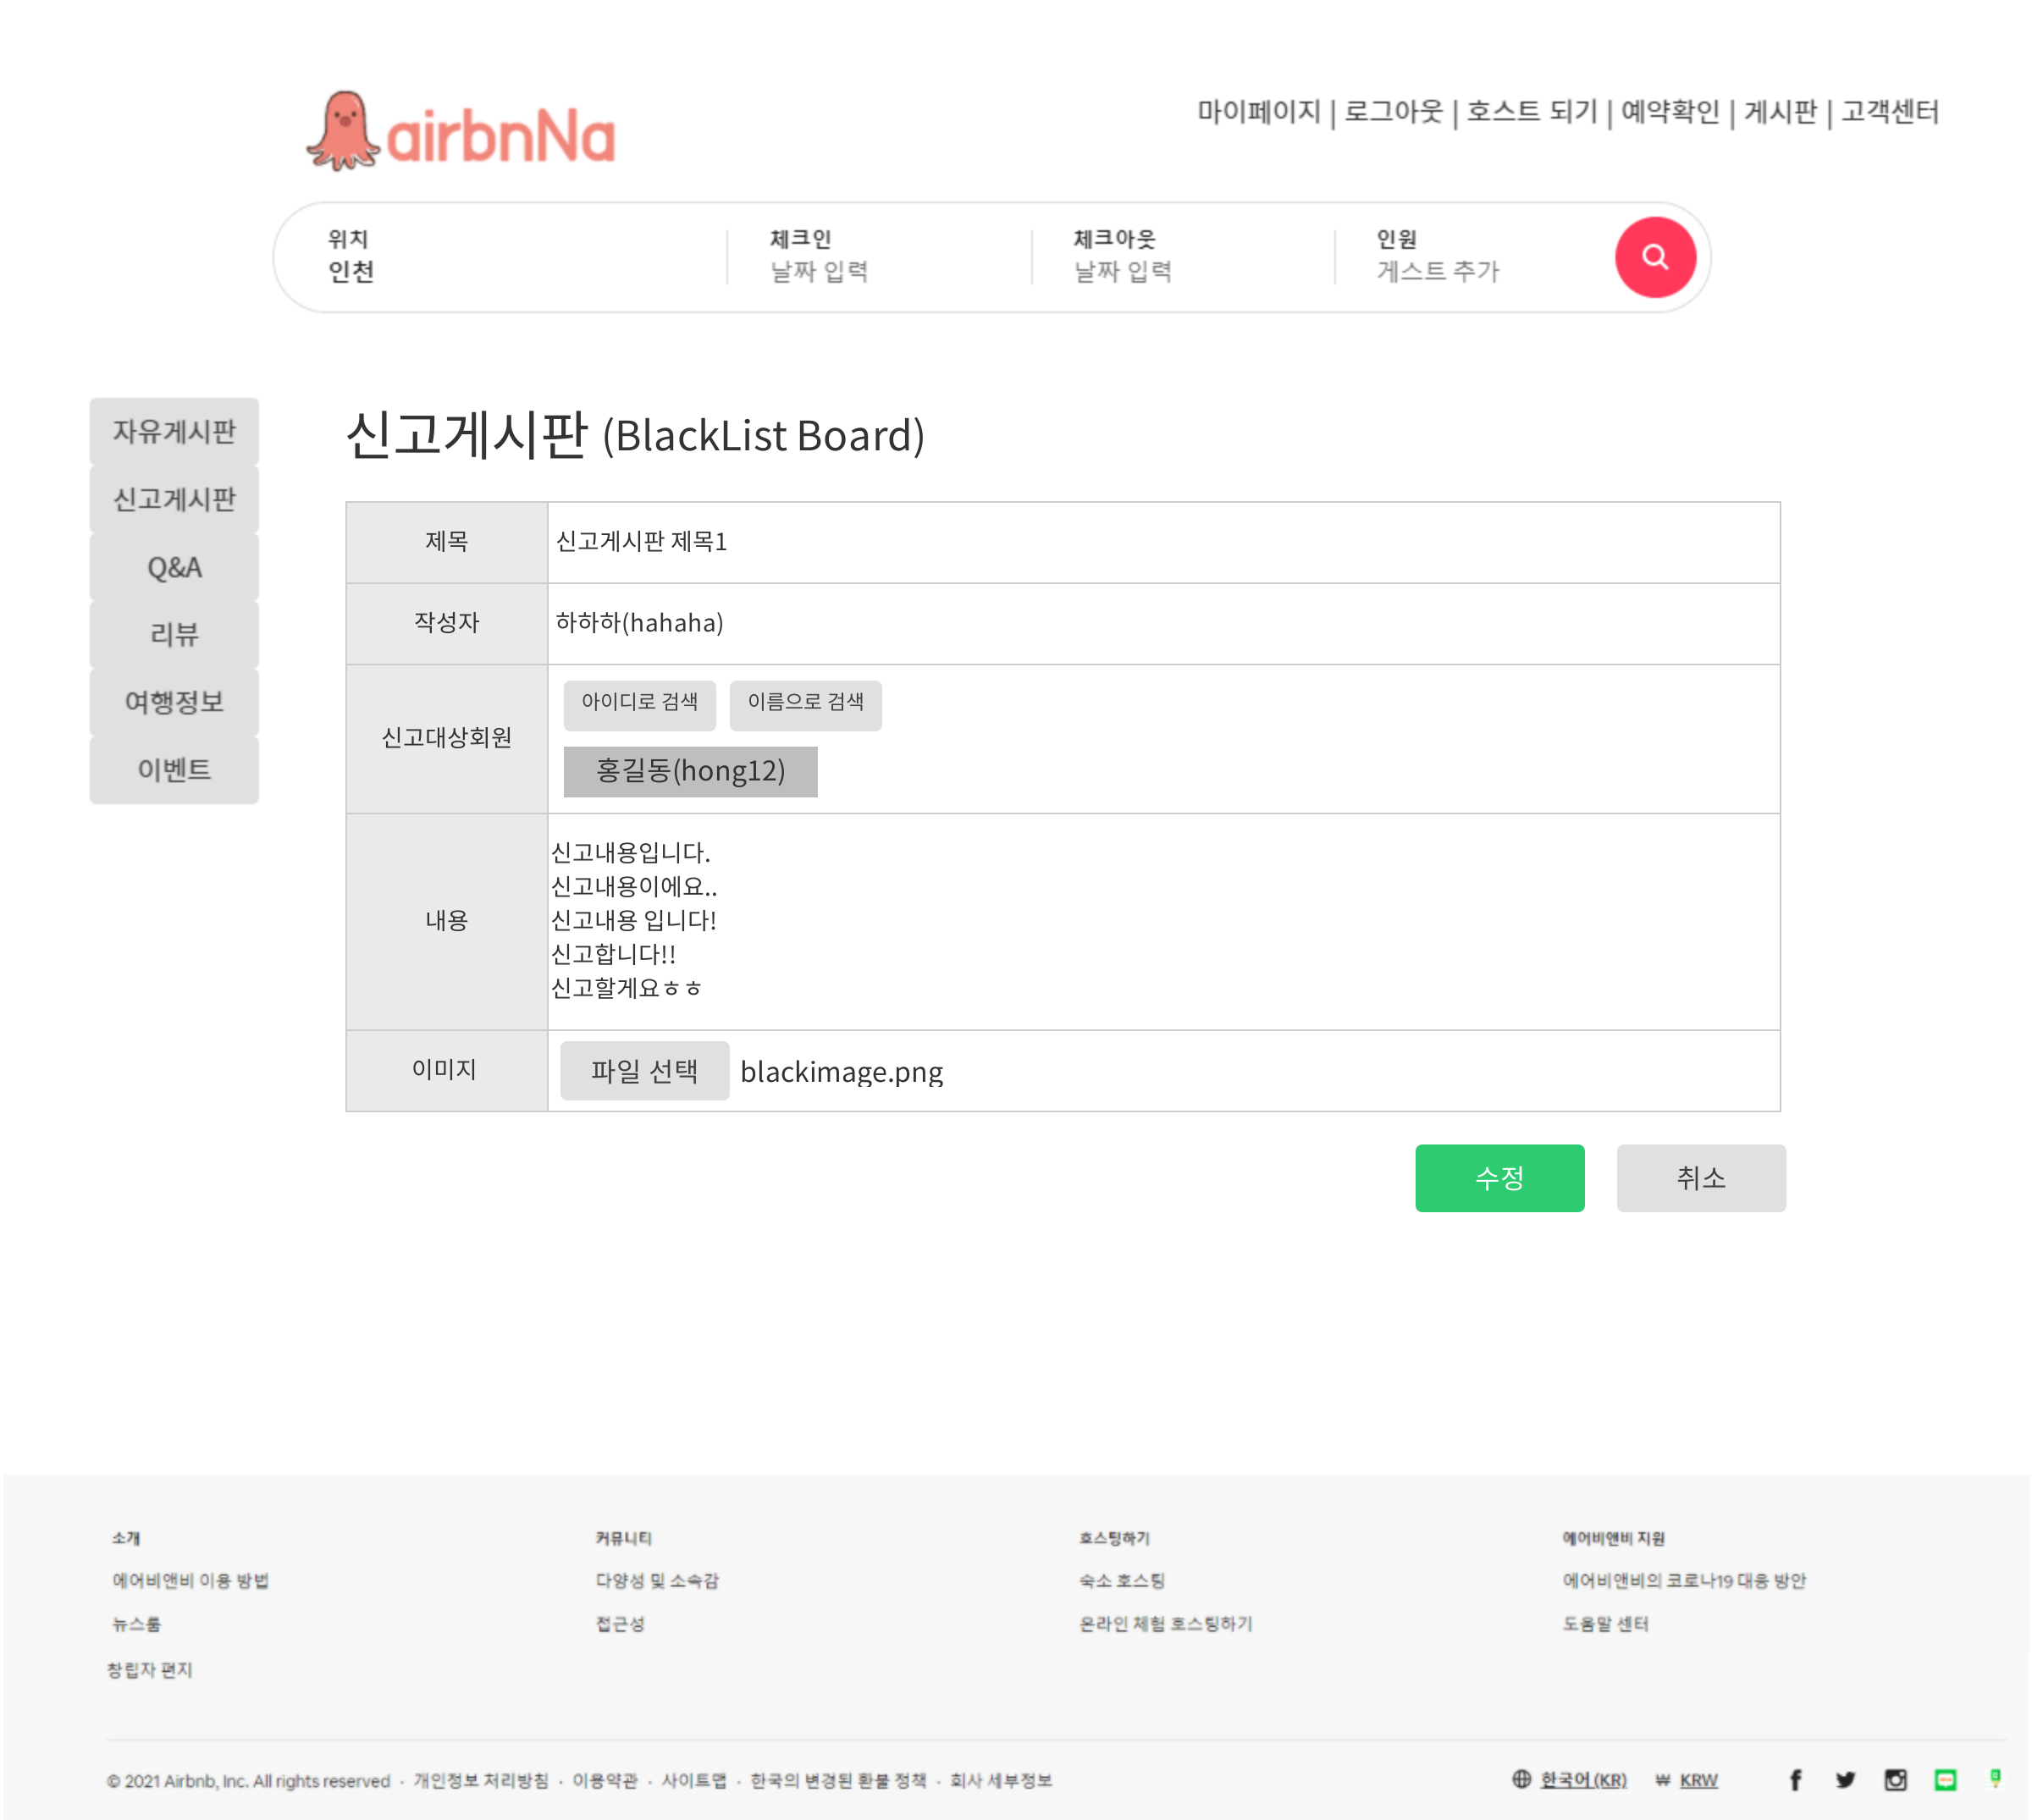 airbnNa
마이페이지 | 로그아웃 | 호스트 되기 | 예약확인 | 게시판 | 고객센터
위치
인천
체크인
날짜 입력
체크아웃
날짜 입력
인원
게스트 추가
자유게시판
신고게시판
Q&A
리뷰
여행정보
이벤트
신고게시판 (BlackList Board)
제목
신고게시판 제목1
작성자
하하하(hahaha)
신고대상회원
아이디로 검색
이름으로 검색
홍길동(hong12)
내용
신고내용입니다.
신고내용이에요..
신고내용 입니다!
신고합니다!!
신고할게요ㅎㅎ
이미지
파일 선택
blackimage.png
수정
취소
소개
에어비앤비 이용 방법
뉴스룸
창립자 편지
커뮤니티
다양성 및 소속감
접근성
호스팅하기
숙소 호스팅
온라인 체험 호스팅하기
에어비앤비 지원
에어비앤비의 코로나19 대응 방안
도움말 센터
© 2021 Airbnb, Inc. All rights reserved · 개인정보 처리방침 · 이용약관 · 사이트맵 · 한국의 변경된 환불 정책 · 회사 세부정보
한국어 (KR)
₩ KRW